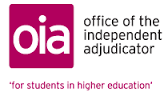 oia
office of the
independent
adjudicator
'for students in higher education'